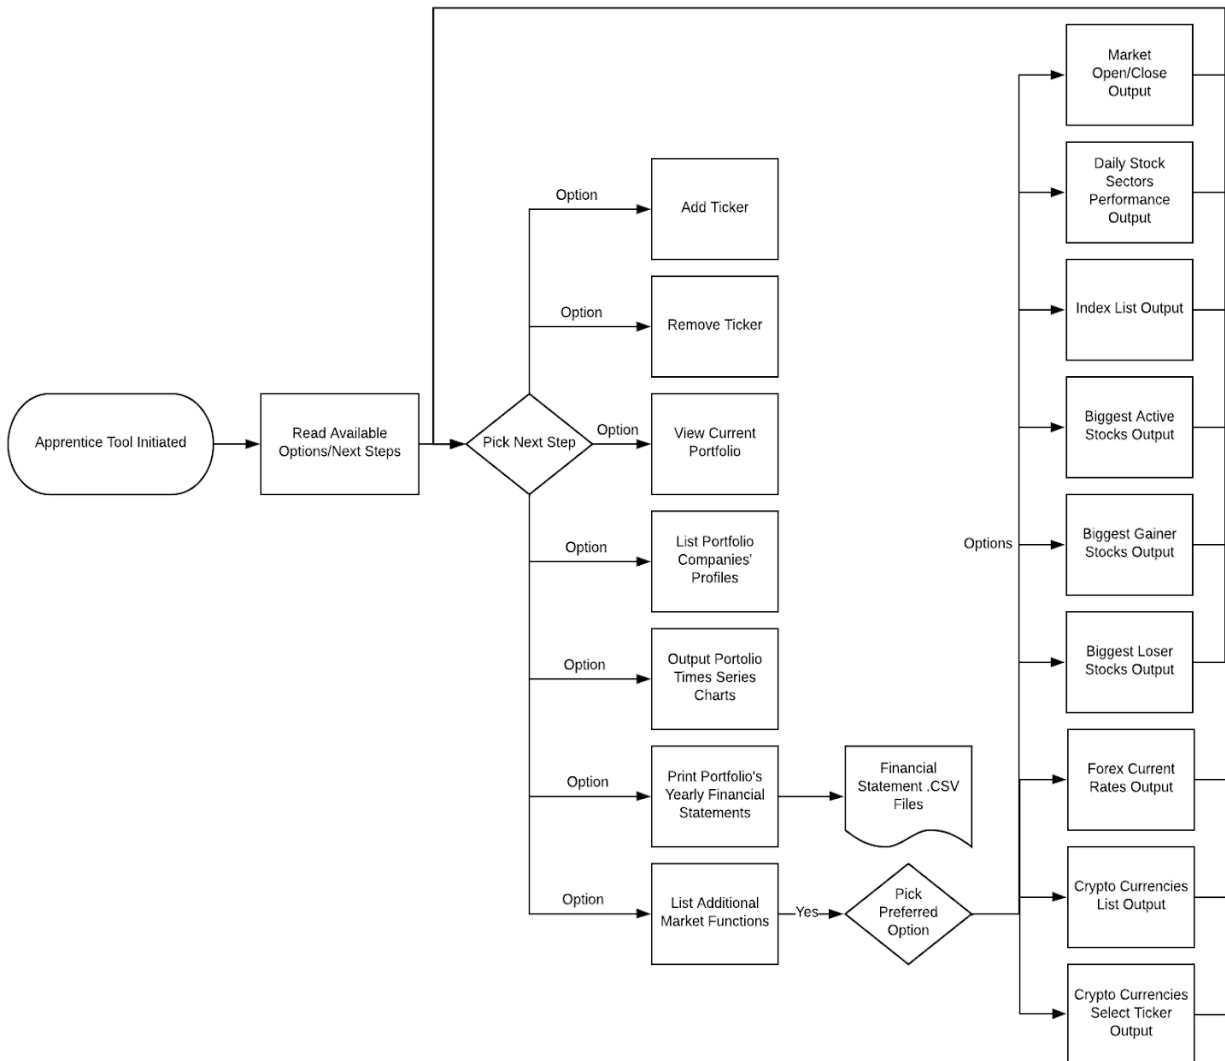 Apprentice Tool Initiated
Read Available
Options/Next Steps
Pick Next Step
Option
Add Ticker
Option
Remove Ticker
Option
View Current
Portfolio
Option
List Portfolio
Companies'
Profiles
Option
Output Portolio
Times Series
Charts
Option
Print Portfolio's
Yearly Financial
Statements
Financial
Statement .CSV
Files
Option
List Additional
Market Functions
Yes
Pick
Preferred
Option
Options
Market
Open/Close
Output
Daily Stock
Sectors
Performance
Output
Index List Output
Biggest Active
Stocks Output
Biggest Gainer
Stocks Output
Biggest Loser
Stocks Output
Forex Current
Rates Output
Crypto Currencies
List Output
Crypto Currencies
Select Ticker
Output